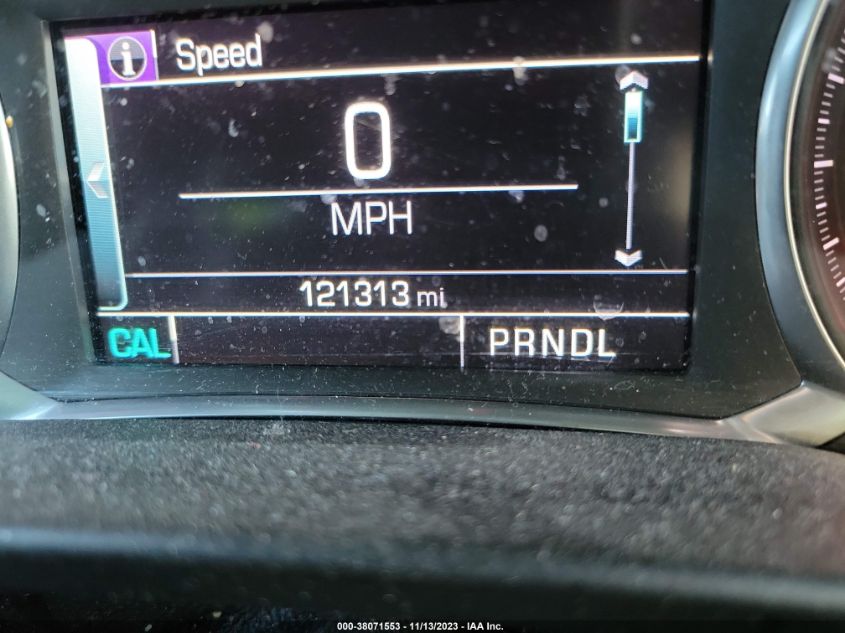 i Speed
0
MPH
121313 mi
CAL PRNDL
000-38071553 - 11/13/2023 - IAA Inc.